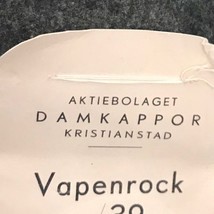 AKTIEBOLAGET
DAMKAPPOR
KRISTIANSTAD
Vapenrock